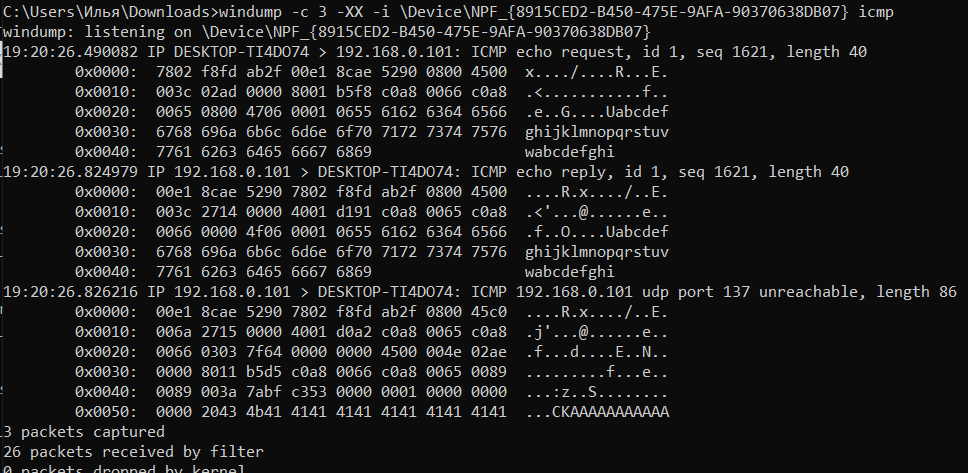 C:\Users\Илья\Downloads>windump -c 3 -XX -i \Device\NPF_{8915CED2-B450-475E-9AFA-90370638DB07} icmp
windump: listening on \Device\NPF_{8915CED2-B450-475E-9AFA-90370638DB07}
19:20:26.490082 IP DESKTOP-TI4DO74 > 192.168.0.101: ICMP echo request, id 1, seq 1621, length 40
0x0000: 7802 f8fd ab2f 00e1 8cae 5290 0800 4500 x..../....R...E.
0x0010: 003c 02ad 0000 8001 b5f8 c0a8 0066 c0a8 .<...........f..
0x0020: 0065 0800 4706 0001 0655 6162 6364 6566 .e..G....Uabcdef
0x0030: 6768 696a 6b6c 6d6e 6f70 7172 7374 7576 ghijklmnopqrstuv
0x0040: 7761 6263 6465 6667 6869 wabcdefghi
19:20:26.824979 IP 192.168.0.101 > DESKTOP-TI4DO74: ICMP echo reply, id 1, seq 1621, length 40
0x0000: 00e1 8cae 5290 7802 f8fd ab2f 0800 4500 ....R.x..../..E.
0x0010: 003c 2714 0000 4001 d191 c0a8 0065 c0a8 .<'...@......e..
0x0020: 0066 0000 4f06 0001 0655 6162 6364 6566 .f..O....Uabcdef
0x0030: 6768 696a 6b6c 6d6e 6f70 7172 7374 7576 ghijklmnopqrstuv
0x0040: 7761 6263 6465 6667 6869 wabcdefghi
19:20:26.826216 IP 192.168.0.101 > DESKTOP-TI4DO74: ICMP 192.168.0.101 udp port 137 unreachable, length 86
0x0000: 00e1 8cae 5290 7802 f8fd ab2f 0800 45c0 ....R.x..../..E.
0x0010: 006a 2715 0000 4001 d0a2 c0a8 0065 c0a8 .j'...@......e..
0x0020: 0066 0303 7f64 0000 0000 4500 004e 02ae .f...d....E..N..
0x0030: 0000 8011 b5d5 c0a8 0066 c0a8 0065 0089 .........f...e..
0x0040: 0089 003a 7abf c353 0000 0001 0000 0000 ...:z..S........
0x0050: 0000 2043 4b41 4141 4141 4141 4141 4141 ...CKAAAAAAAAAAA
3 packets captured
26 packets received by filter
0 packets dropped by kernel